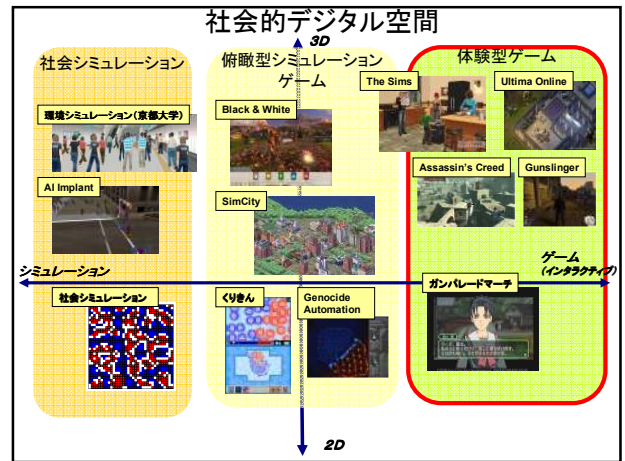 社会的デジタル空間
3D
社会シミュレーション
俯瞰型シミュレーション
ゲーム
体験型ゲーム
The Sims
Ultima Online
環境シミュレーション(京都大学)
Black & White
AI Implant
Assassin's Creed
Gunslinger
SimCity
シミュレーション
ゲーム
(インタラクティブ)
社会シミュレーション
くりきん
Genocide
Automation
ガンパレードマーチ
2D